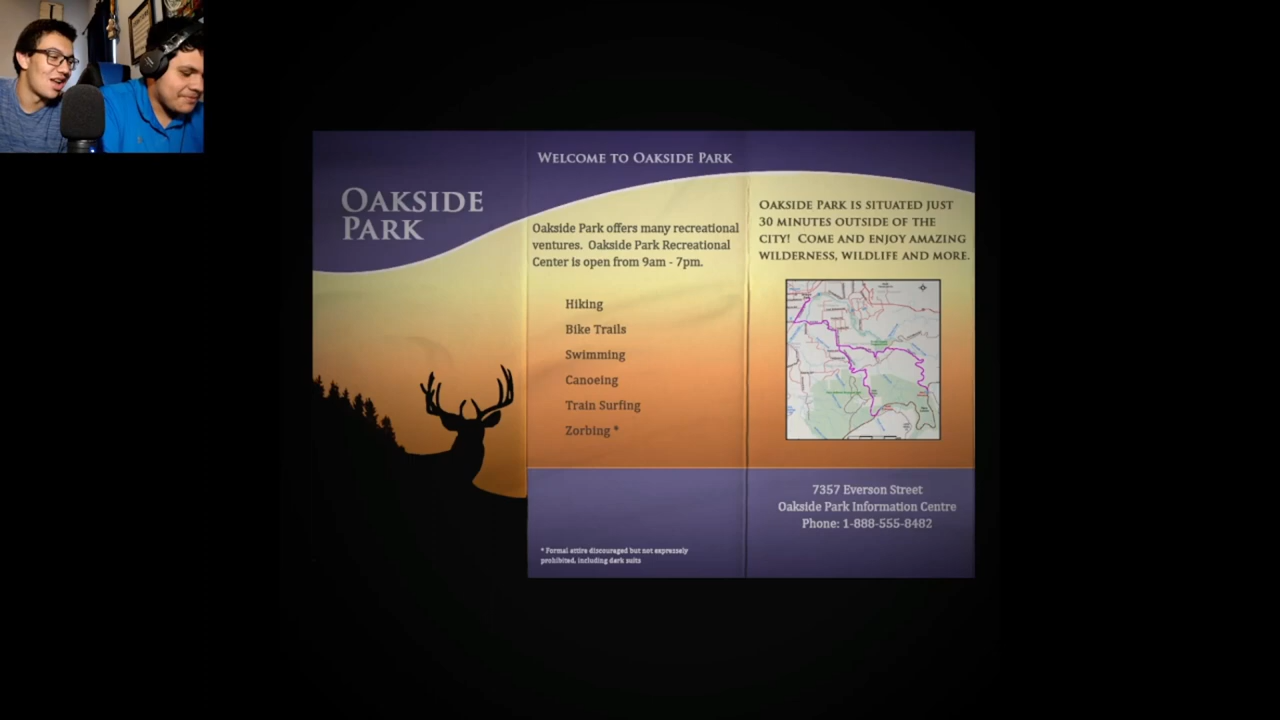 OAKSIDE
PARK
WELCOME TO OAKSIDE PARK
Oakside Park offers many recreational
ventures. Oakside Park Recreational
Center is open from 9am - 7pm.
Hiking
Bike Trails
Swimming
Canoeing
Train Surfing
Zorbing *
* Formal attire discouraged but not expressely
prohibited, including dark suits
OAKSIDE PARK IS SITUATED JUST
30 MINUTES OUTSIDE OF THE
CITY! COME AND ENJOY AMAZING
WILDERNESS, WILDLIFE AND MORE.
7357 Everson Street
Oakside Park Information Centre
Phone: 1-888-555-8482